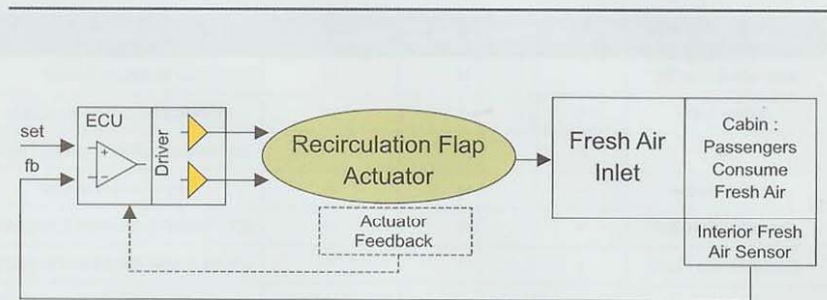 set
fb
ECU
+
−
Driver
Recirculation Flap
Actuator
Actuator
Feedback
Fresh Air
Inlet
Cabin :
Passengers
Consume
Fresh Air
Interior Fresh
Air Sensor